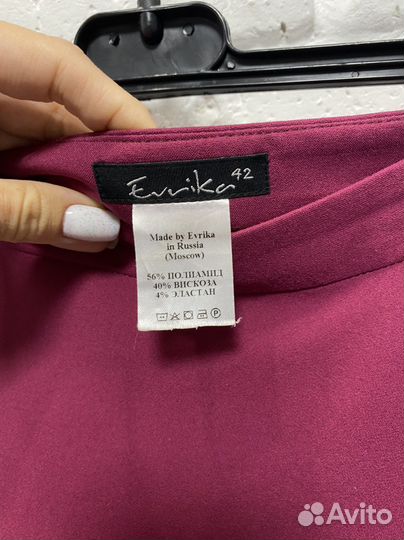 Evrika 42
Made by Evrika
in Russia
(Moscow)
56% ПОЛИАМИД
40% ВИСКОЗА
4% ЭЛАСТАН
P
Avito